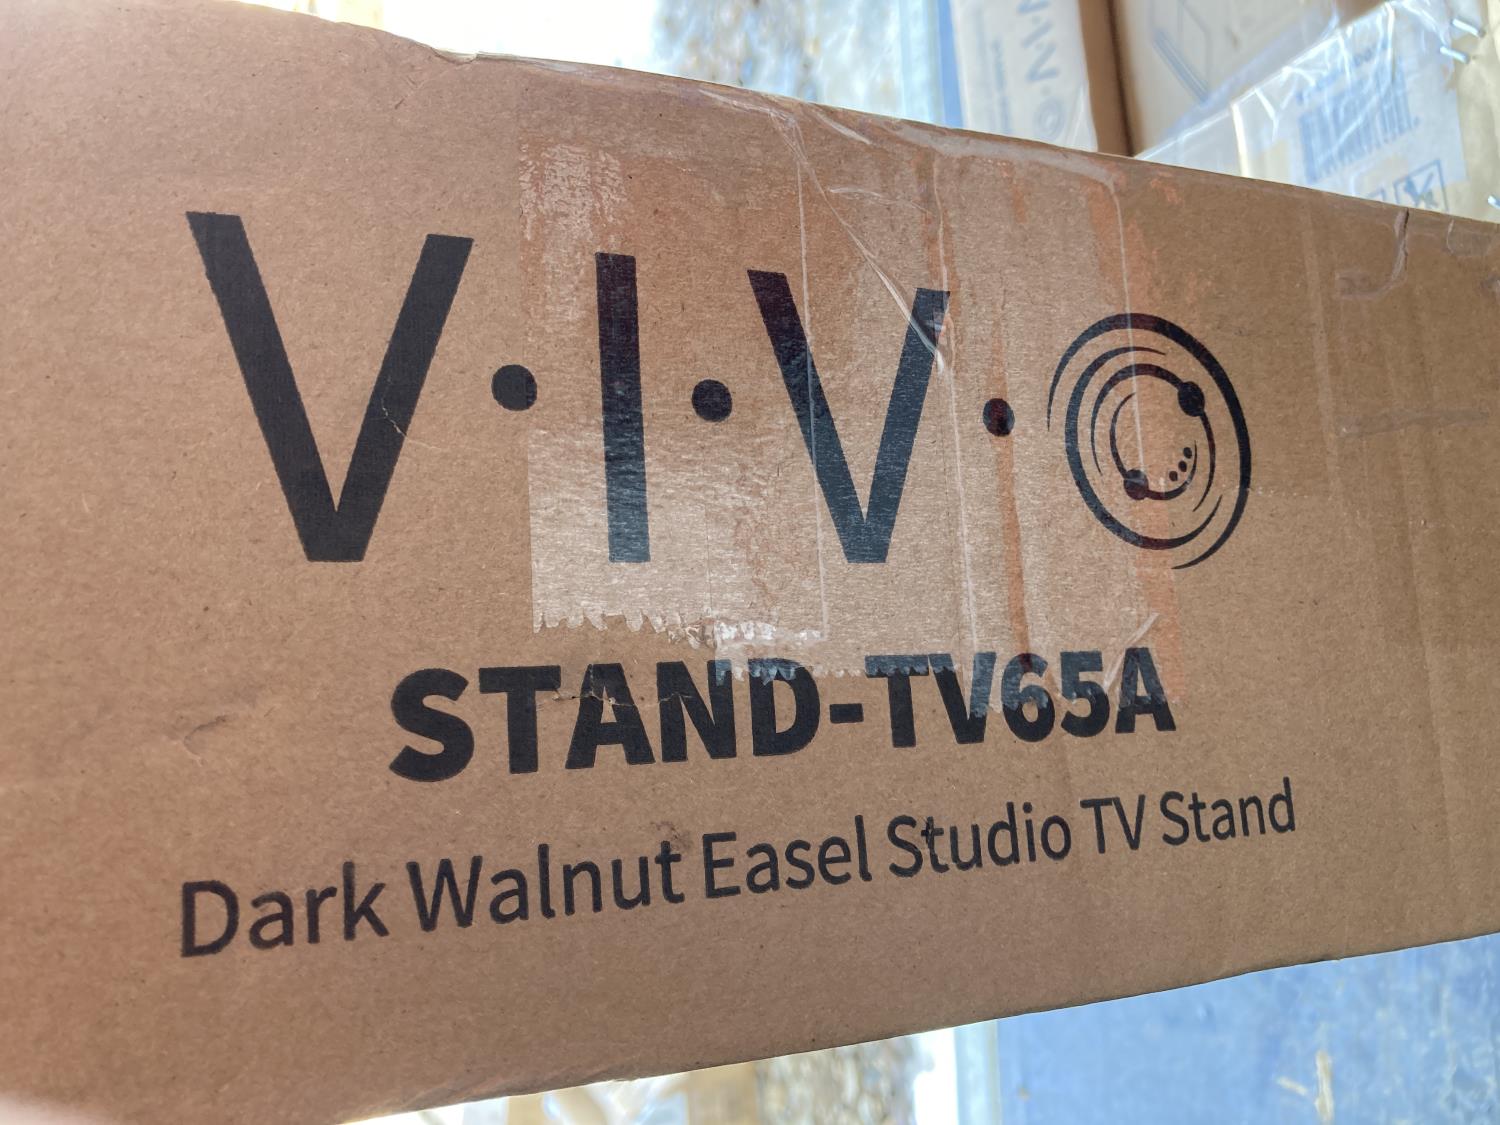 V·I·V·O
STAND-TV65A
Dark Walnut Easel Studio TV Stand